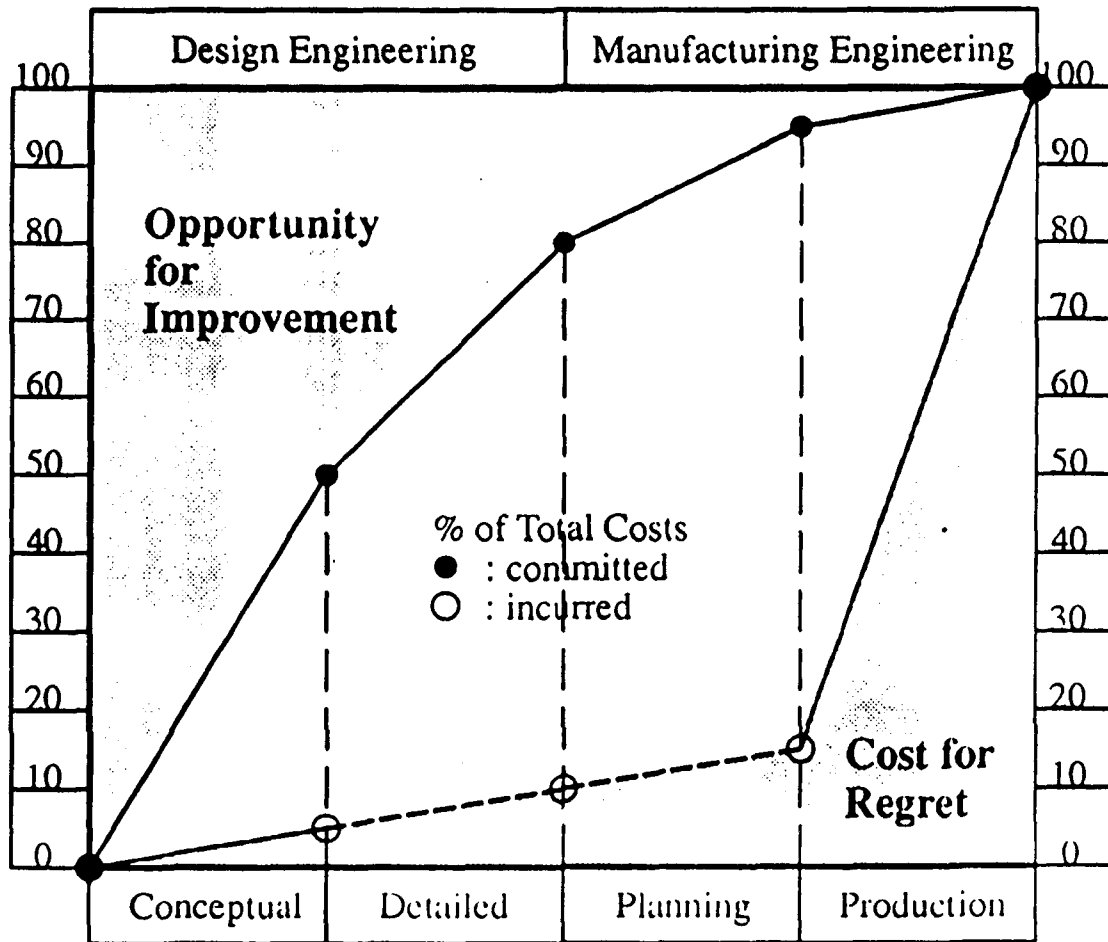 Design Engineering
Manufacturing Engineering
100
90
80
70
60
50
40
30
20
10
0
Opportunity
for
Improvement
% of Total Costs
● : committed
○ : incurred
Cost for
Regret
100
90
80
70
60
50
40
30
20
10
0
Conceptual
Detailed
Planning
Production